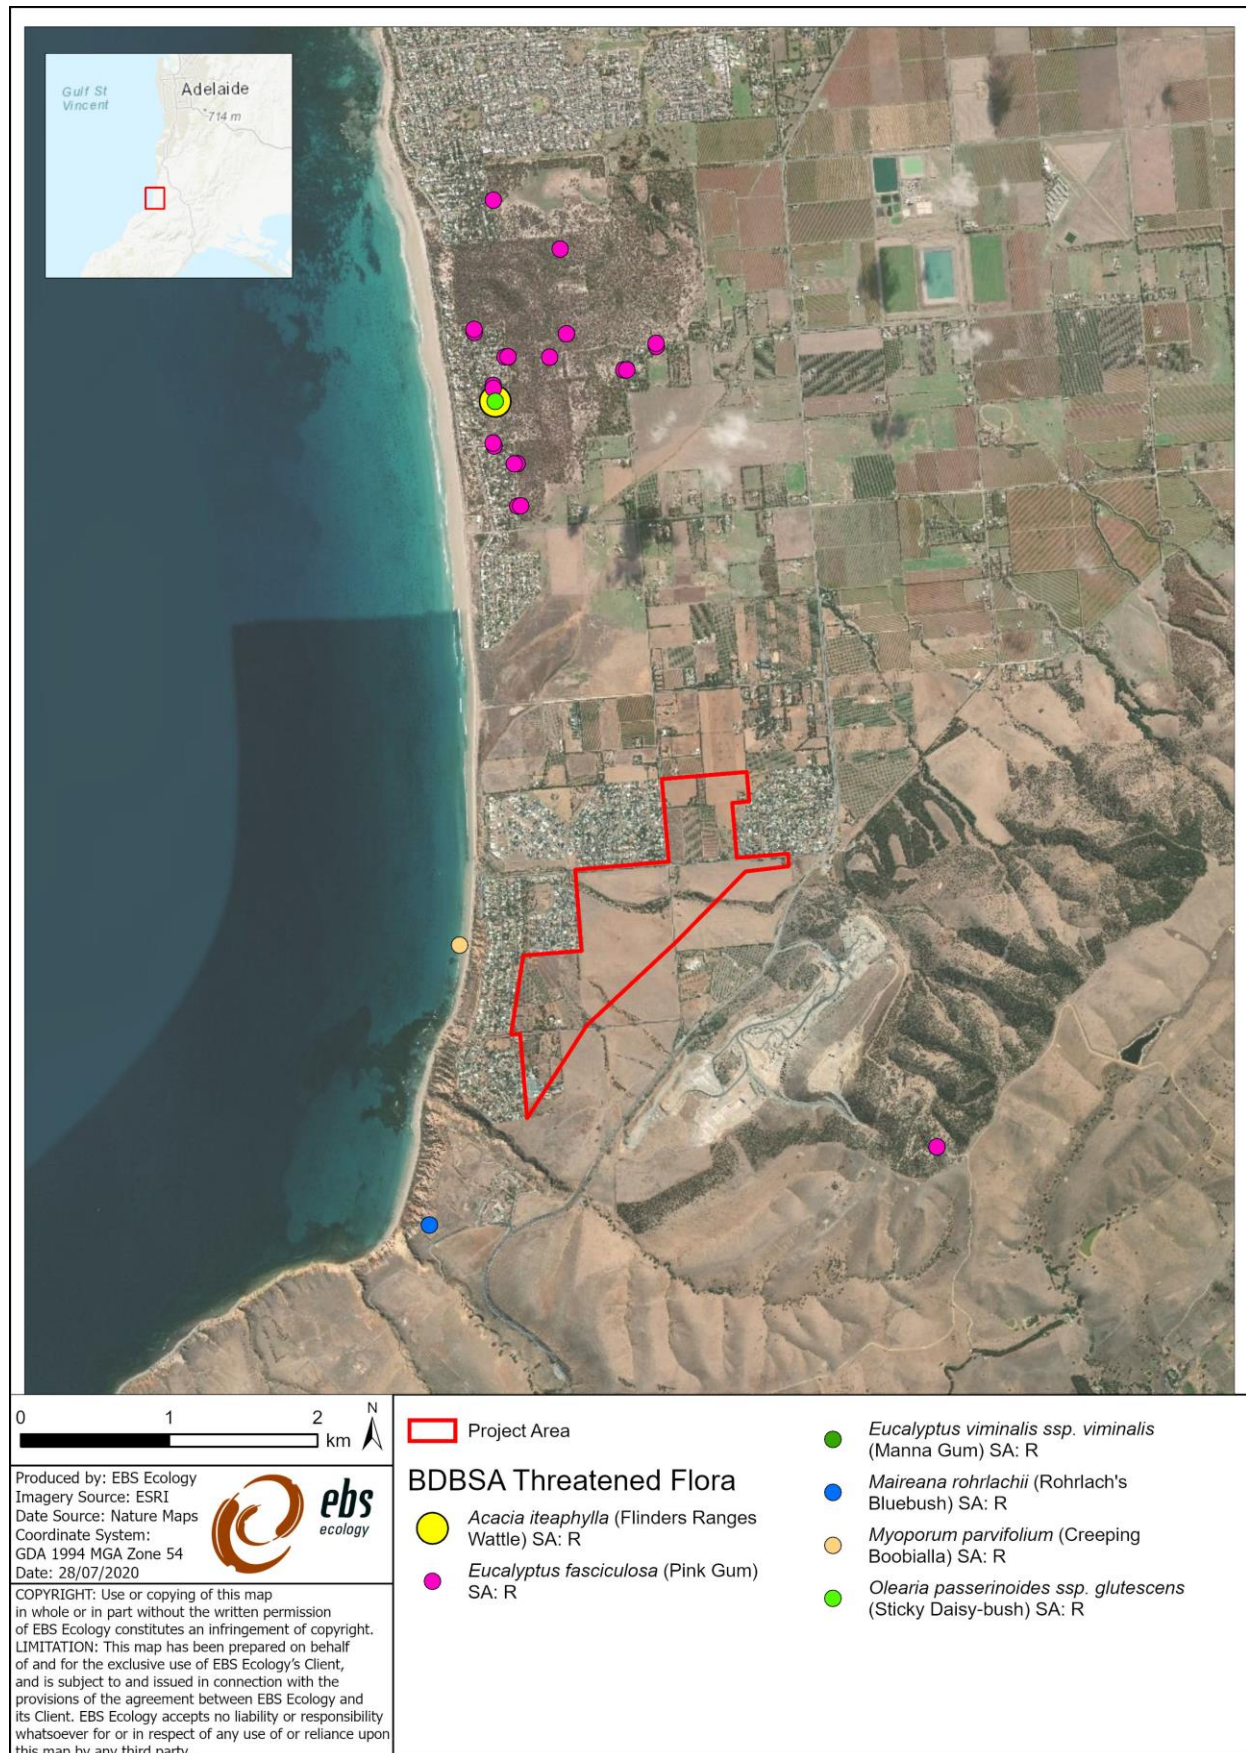 Gulf St
Vincent
Adelaide
714 m
0 1 2
km
N
Produced by: EBS Ecology
Imagery Source: ESRI
Date Source: Nature Maps
Coordinate System:
GDA 1994 MGA Zone 54
Date: 28/07/2020
ebs
ecology
COPYRIGHT: Use or copying of this map
in whole or in part without the written permission
of EBS Ecology constitutes an infringement of copyright.
LIMITATION: This map has been prepared on behalf
of and for the exclusive use of EBS Ecology's Client,
and is subject to and issued in connection with the
provisions of the agreement between EBS Ecology and
its Client. EBS Ecology accepts no liability or responsibility
whatsoever for or in respect of any use of or reliance upon
this map by any third party.
Project Area
BDBSA Threatened Flora
Acacia iteaphylla (Flinders Ranges
Wattle) SA: R
Eucalyptus fasciculosa (Pink Gum)
SA: R
Eucalyptus viminalis ssp. viminalis
(Manna Gum) SA: R
Maireana rohrlachii (Rohrlach's
Bluebush) SA: R
Myoporum parvifolium (Creeping
Boobialla) SA: R
Olearia passerinoides ssp. glutescens
(Sticky Daisy-bush) SA: R